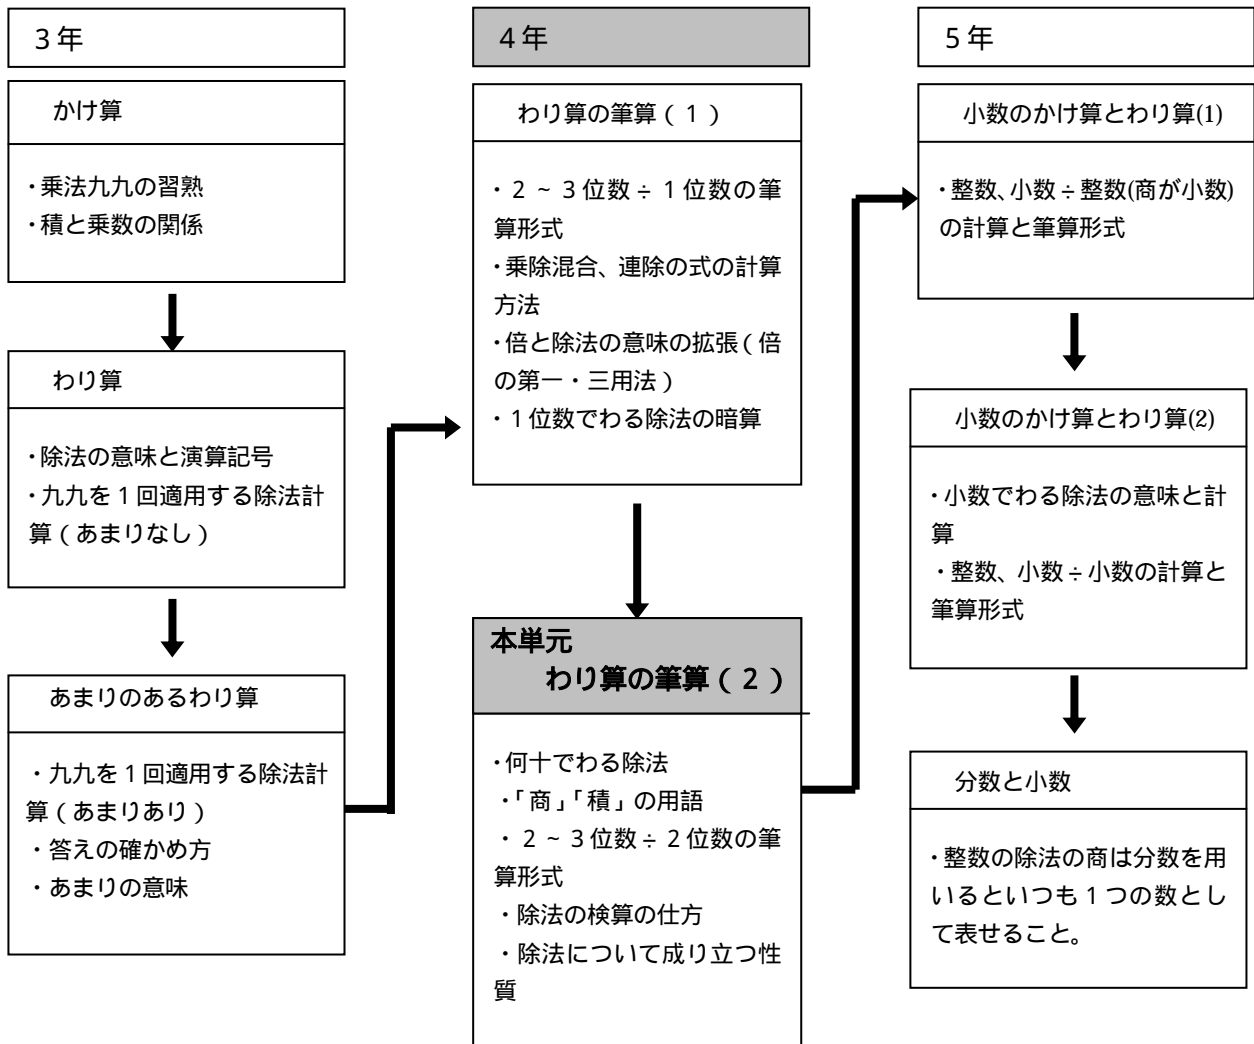 3年
かけ算
・乗法九九の習熟
・積と乗数の関係
わり算
・除法の意味と演算記号
・九九を1回適用する除法計
算(あまりなし)
あまりのあるわり算
・九九を1回適用する除法計
算(あまりあり)
・答えの確かめ方
・あまりの意味
4年
わり算の筆算(1)
・2~3位数÷1位数の筆
算形式
・乗除混合、連除の式の計算
方法
・倍と除法の意味の拡張(倍
の第一・三用法)
・1位数でわる除法の暗算
本単元
わり算の筆算(2)
・何十でわる除法
・「商」「積」の用語
・2~3位数÷2位数の筆
算形式
・除法の検算の仕方
・除法について成り立つ性
質
5年
小数のかけ算とわり算(1)
・整数、小数÷整数(商が小数)
の計算と筆算形式
小数のかけ算とわり算(2)
・小数でわる除法の意味と計
算
・整数、小数÷小数の計算と
筆算形式
分数と小数
・整数の除法の商は分数を用
いるといつも1つの数とし
て表せること。